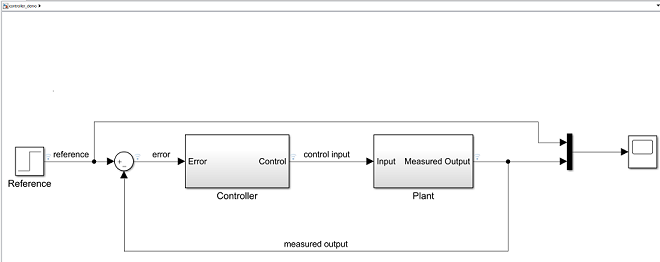 controller_demo
reference
error
Error
Control
control input
Input
Measured Output
Reference
Controller
Plant
measured output